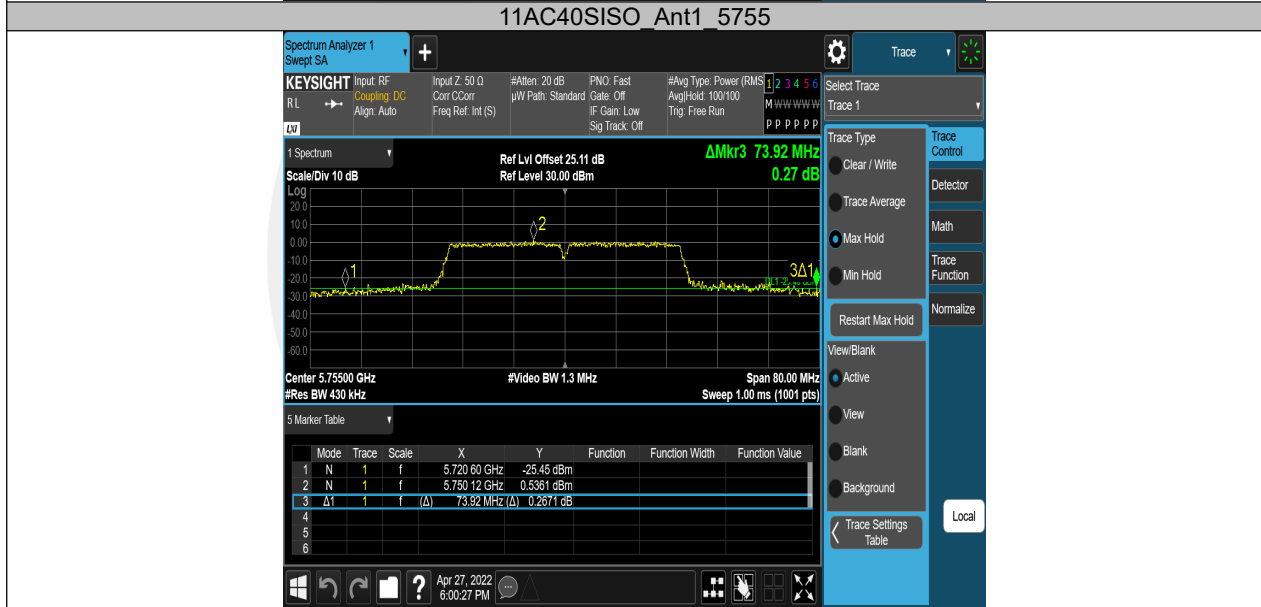 11AC40SISO_Ant1_5755
Spectrum Analyzer 1
Swept SA
+
Trace
KEYSIGHT
RL
LXI
Input: RF
Coupling: DC
Align: Auto
Input Z: 50 Ω
Corr CCorr
Freq Ref: Int (S)
#Atten: 20 dB
µW Path: Standard
PNO: Fast
Gate: Off
IF Gain: Low
Sig Track: Off
#Avg Type: Power (RMS
Avg|Hold: 100/100
Trig: Free Run
1 2 3 4 5 6
M W W W W W
P P P P P P
1 Spectrum
Scale/Div 10 dB
Ref Lvl Offset 25.11 dB
Ref Level 30.00 dBm
ΔMkr3 73.92 MHz
0.27 dB
Log
20.0
10.0
0.00
-10.0
-20.0
-30.0
-40.0
-50.0
-60.0
1
2
3Δ1
Center 5.75500 GHz
#Res BW 430 kHz
#Video BW 1.3 MHz
Span 80.00 MHz
Sweep 1.00 ms (1001 pts)
5 Marker Table
Mode Trace Scale X Y Function Function Width Function Value
1 N 1 f 5.720 60 GHz -25.45 dBm
2 N 1 f 5.750 12 GHz 0.5361 dBm
3 Δ1 1 f (Δ) 73.92 MHz (Δ) 0.2671 dB
4
5
6
Select Trace
Trace 1
Trace Type
Clear / Write
Trace Average
Max Hold
Min Hold
Restart Max Hold
View/Blank
Active
View
Blank
Background
Trace Settings
Table
Trace
Control
Detector
Math
Trace
Function
Normalize
Local
?
Apr 27, 2022
6:00:27 PM